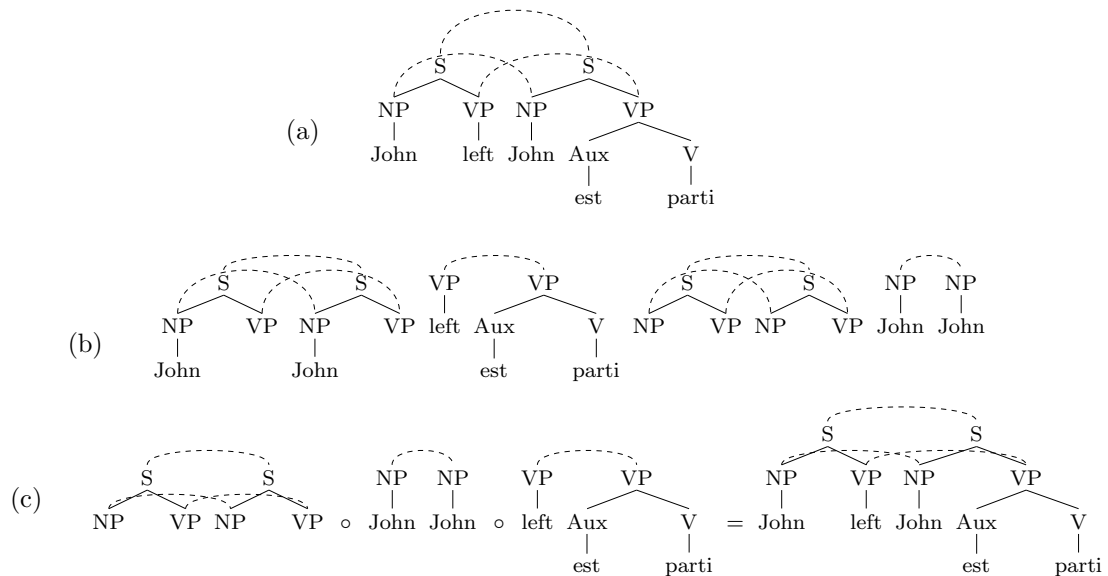 S S
NP VP NP VP
(a)
John left John Aux V
est parti
S S VP VP S S NP NP
NP VP NP VP left Aux V NP VP NP VP John John
(b)
John John est parti
S S
S S NP NP VP VP NP VP NP VP
(c)
NP VP NP VP ∘ John John ∘ left Aux V = John left John Aux V
est parti est parti